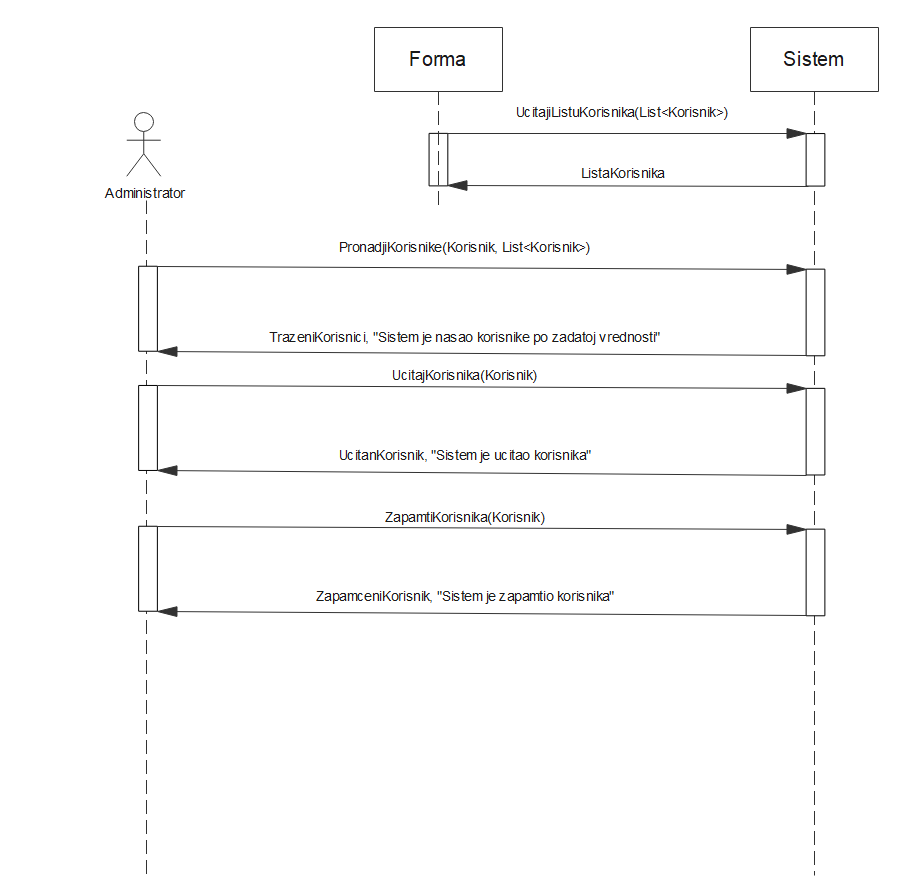 Forma
Sistem
UcitajiListuKorisnika(List<Korisnik>)
ListaKorisnika
Administrator
PronadjiKorisnike(Korisnik, List<Korisnik>)
TrazeniKorisnici, "Sistem je nasao korisnike po zadatoj vrednosti"
UcitajKorisnika(Korisnik)
UcitanKorisnik, "Sistem je ucitao korisnika"
ZapamtiKorisnika(Korisnik)
ZapamceniKorisnik, "Sistem je zapamtio korisnika"